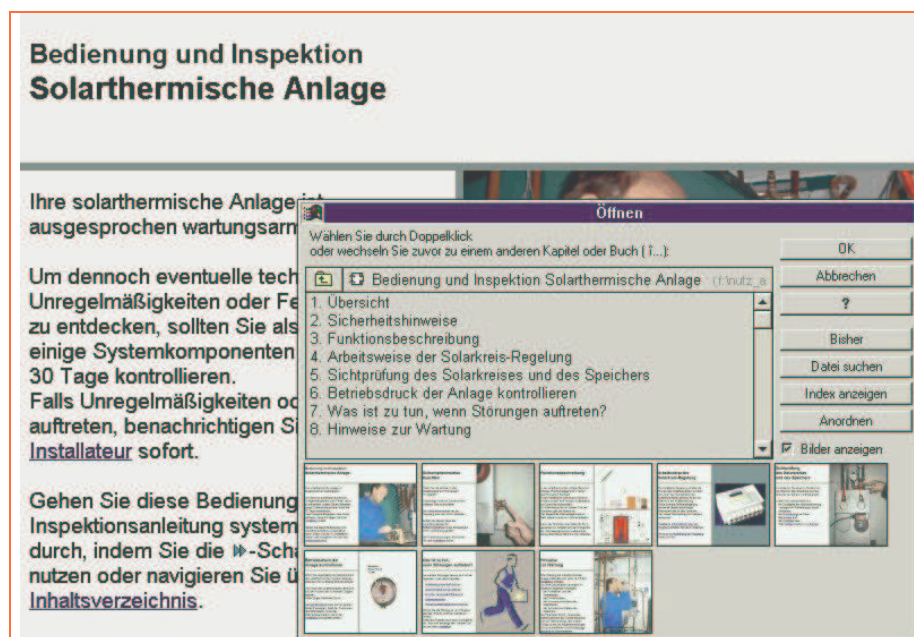 Bedienung und Inspektion
Solarthermische Anlage
Ihre solarthermische Anlage ist
ausgesprochen wartungsarm
Um dennoch eventuelle tech
Unregelmäßigkeiten oder Fe
zu entdecken, sollten Sie als
einige Systemkomponenten
30 Tage kontrollieren.
Falls Unregelmäßigkeiten od
auftreten, benachrichtigen Si
Installateur sofort.
Gehen Sie diese Bedienung
Inspektionsanleitung system
durch, indem Sie die -Scha
nutzen oder navigieren Sie ü
Inhaltsverzeichnis.
Öffnen
Wählen Sie durch Doppelklick
oder wechseln Sie zuvor zu einem anderen Kapitel oder Buch ( î...):
Bedienung und Inspektion Solarthermische Anlage (f:\nutz_a
1. Übersicht
2. Sicherheitshinweise
3. Funktionsbeschreibung
4. Arbeitsweise der Solarkreis-Regelung
5. Sichtprüfung des Solarkreises und des Speichers
6. Betriebsdruck der Anlage kontrollieren
7. Was ist zu tun, wenn Störungen auftreten?
8. Hinweise zur Wartung
OK
Abbrechen
?
Bisher
Datei suchen
Index anzeigen
Anordnen
Bilder anzeigen